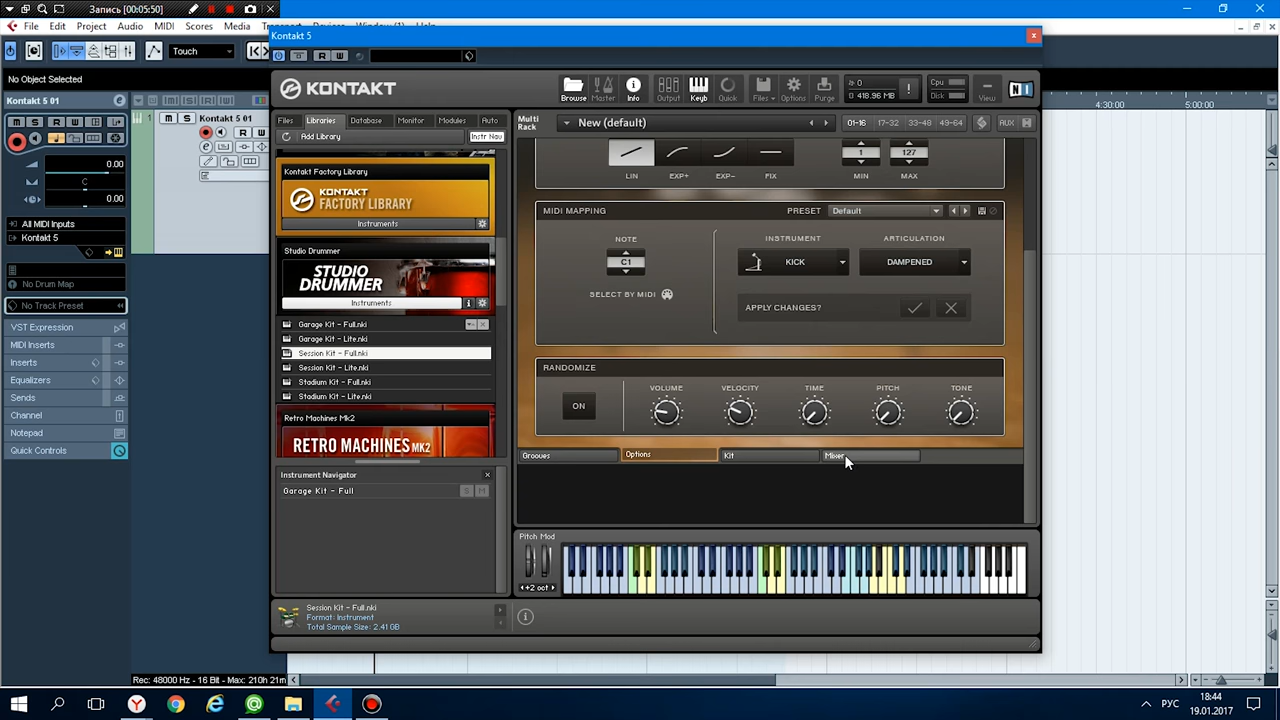 Запись [00:05:50]
File Edit Project Audio MIDI Scores Media
Touch
No Object Selected
Kontakt 5 01
0.00
C
0.00
All MIDI Inputs
Kontakt 5
No Drum Map
No Track Preset
VST Expression
MIDI Inserts
Inserts
Equalizers
Sends
Channel
Notepad
Quick Controls
M S
Kontakt 5
4:30:00 5:00:00
Kontakt 5
R W
KONTAKT
Browse Master Info Output Keyb Quick Files Options Purge View
0
418.96 MB
Cpu
Disk
NI
Files Libraries Database Monitor Modules Auto
Add Library
Instr Nav
Multi Rack
New (default)
01-16 17-32 33-48 49-64
AUX
Kontakt Factory Library
KONTAKT
FACTORY LIBRARY
Instruments
Studio Drummer
STUDIO DRUMMER
Instruments
Garage Kit - Full.nki
Garage Kit - Lite.nki
Session Kit - Full.nki
Session Kit - Lite.nki
Stadium Kit - Full.nki
Stadium Kit - Lite.nki
Retro Machines Mk2
RETRO MACHINES MK2
Instrument Navigator
Garage Kit - Full
S M
LIN EXP+ EXP- FIX
1 127
MIN MAX
MIDI MAPPING
PRESET Default
NOTE
C1
SELECT BY MIDI
INSTRUMENT
KICK
ARTICULATION
DAMPENED
APPLY CHANGES?
RANDOMIZE
ON
VOLUME VELOCITY TIME PITCH TONE
Grooves Options Kit Mixer
Pitch Mod
+2 oct
Session Kit - Full.nki
Format: Instrument
Total Sample Size: 2.41 GB
Rec: 48000 Hz - 16 Bit - Max: 210h 21m
РУС
18:44
19.01.2017